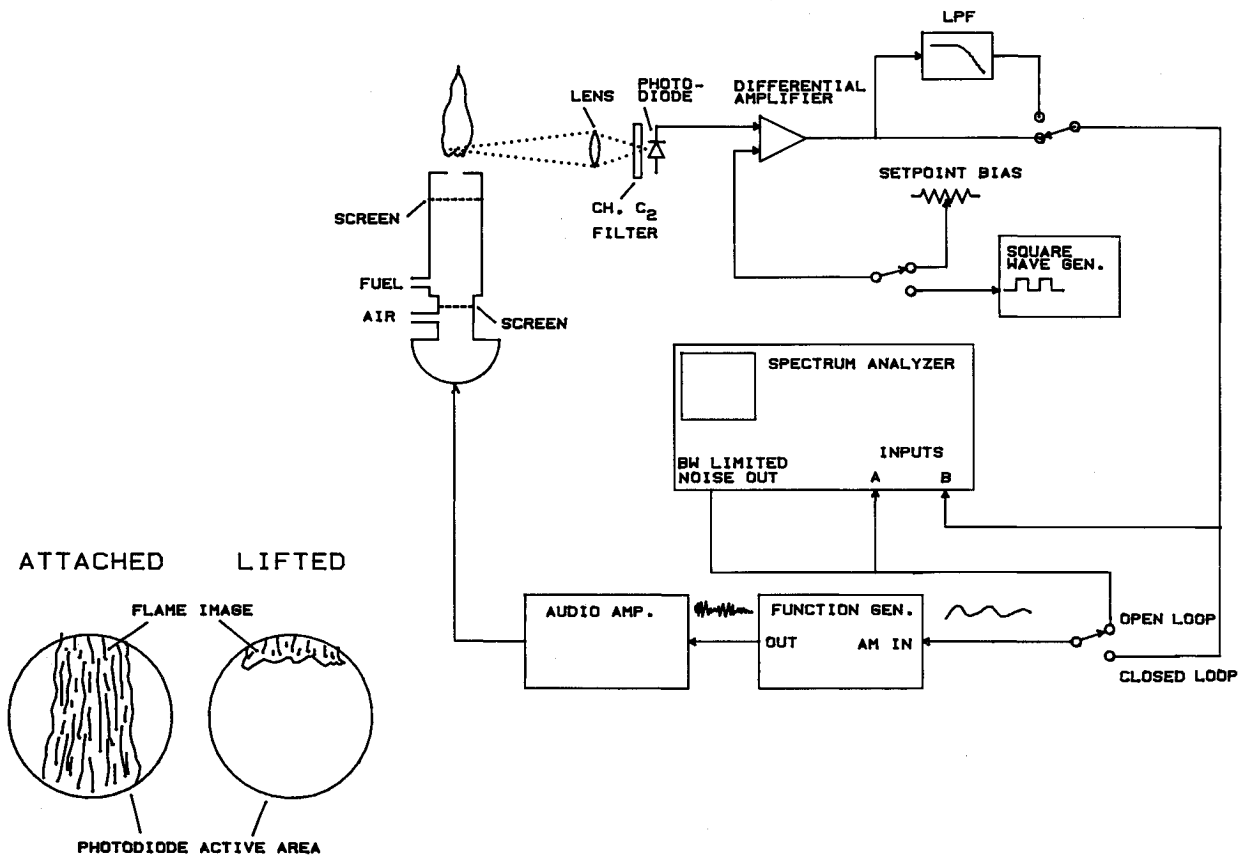 LPF
PHOTO-
DIODE
DIFFERENTIAL
AMPLIFIER
LENS
SETPOINT BIAS
SCREEN
CH, C2
FILTER
SQUARE
WAVE GEN.
FUEL
AIR
SCREEN
SPECTRUM ANALYZER
INPUTS
BW LIMITED
NOISE OUT
A
B
ATTACHED
LIFTED
FLAME IMAGE
AUDIO AMP.
FUNCTION GEN.
OUT
AM IN
OPEN LOOP
CLOSED LOOP
PHOTODIODE ACTIVE AREA